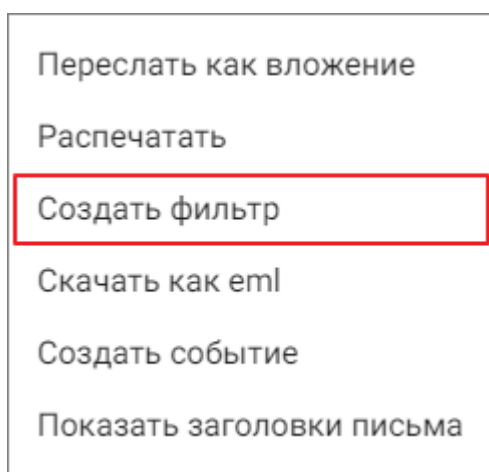 Переслать как вложение
Распечатать
Создать фильтр
Скачать как eml
Создать событие
Показать заголовки письма